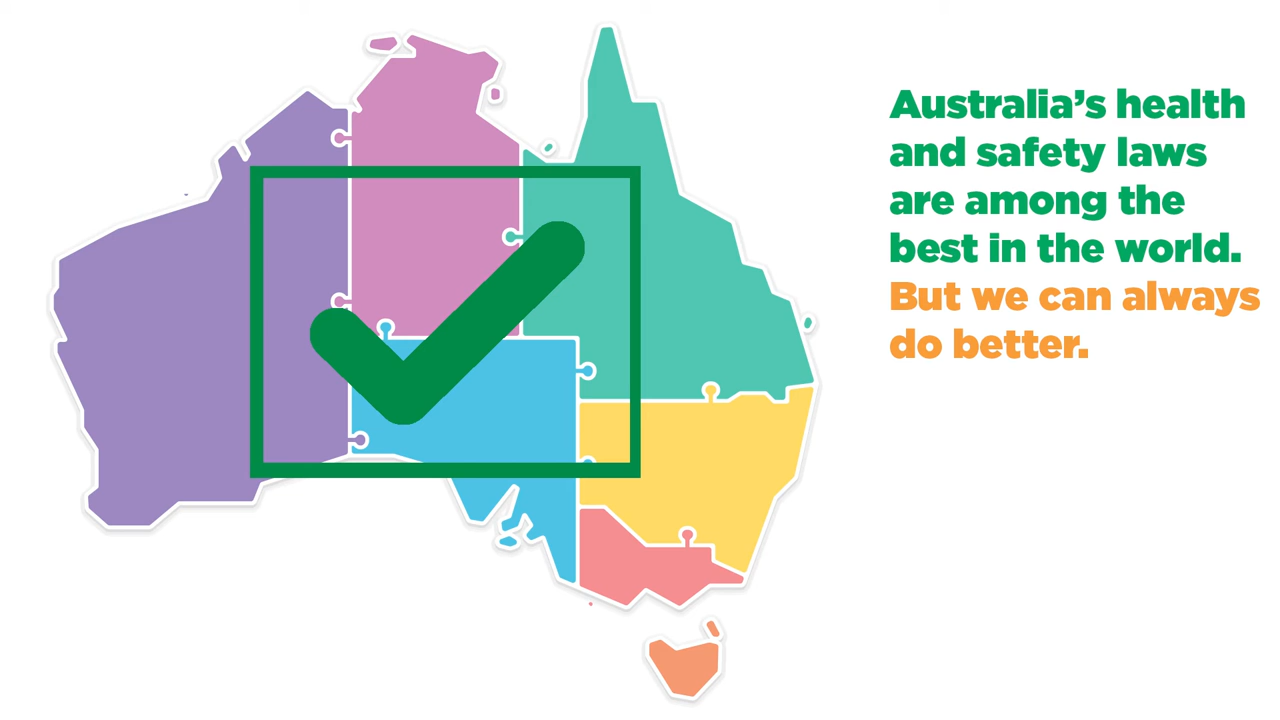 Australia’s health
and safety laws
are among the
best in the world.
But we can always
do better.